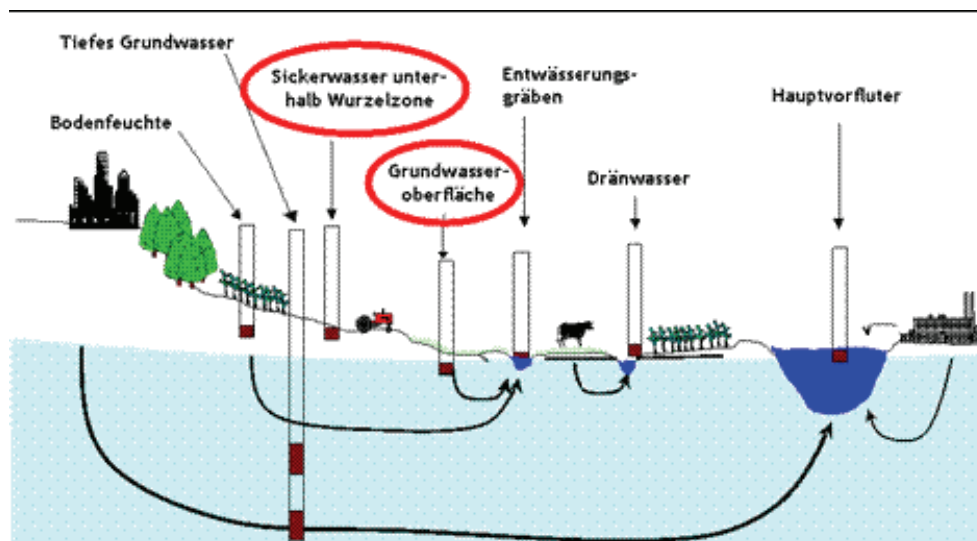 Tiefes Grundwasser
Sickerwasser unter-
halb Wurzelzone
Entwässerungs-
gräben
Hauptvorfluter
Bodenfeuchte
Grundwasser-
oberfläche
Dränwasser